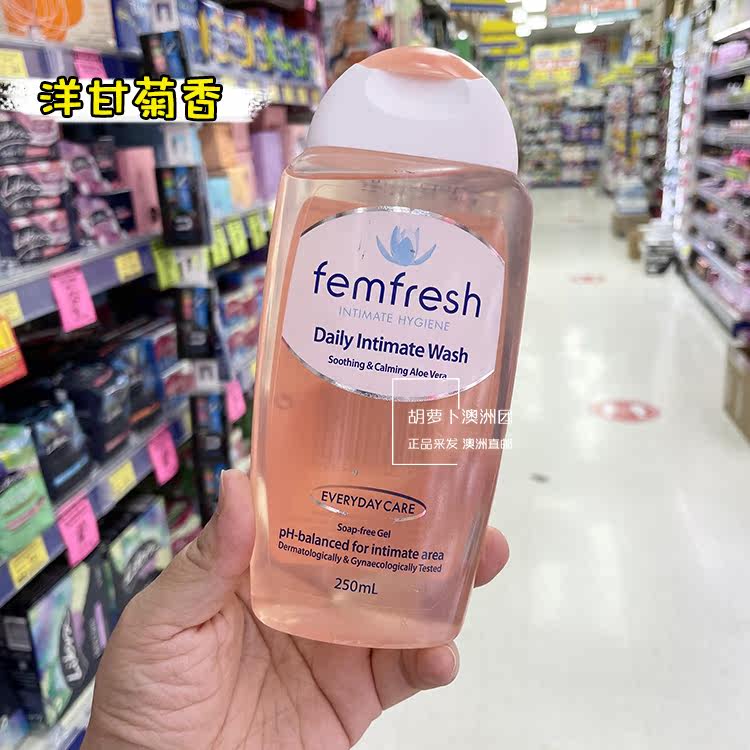 洋甘菊香
femfresh
INTIMATE HYGIENE
Daily Intimate Wash
Soothing & Calming Aloe Vera
胡萝卜澳洲团
正品采发 澳洲直邮
EVERYDAY CARE
Soap-free Gel
pH-balanced for intimate area
Dermatologically & Gynaecologically Tested
250mL
Libra